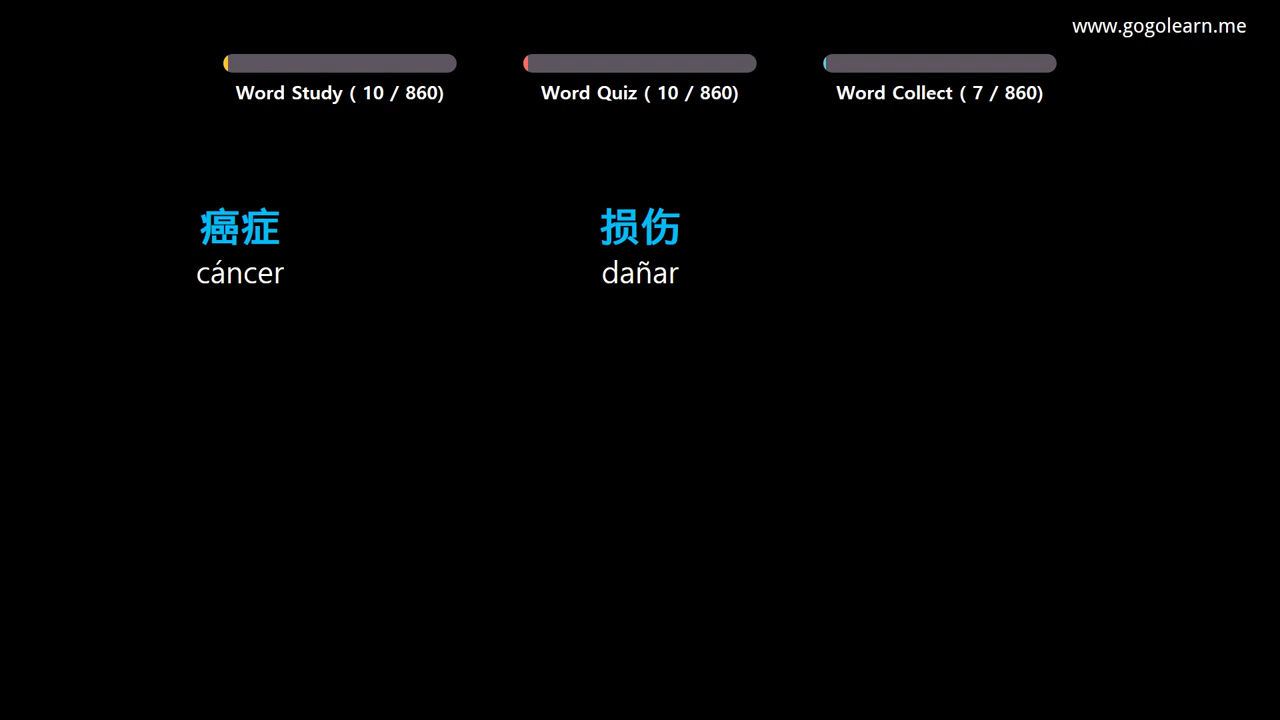 www.gogolearn.me
Word Study ( 10 / 860)
Word Quiz ( 10 / 860)
Word Collect ( 7 / 860)
癌症
cáncer
损伤
dañar